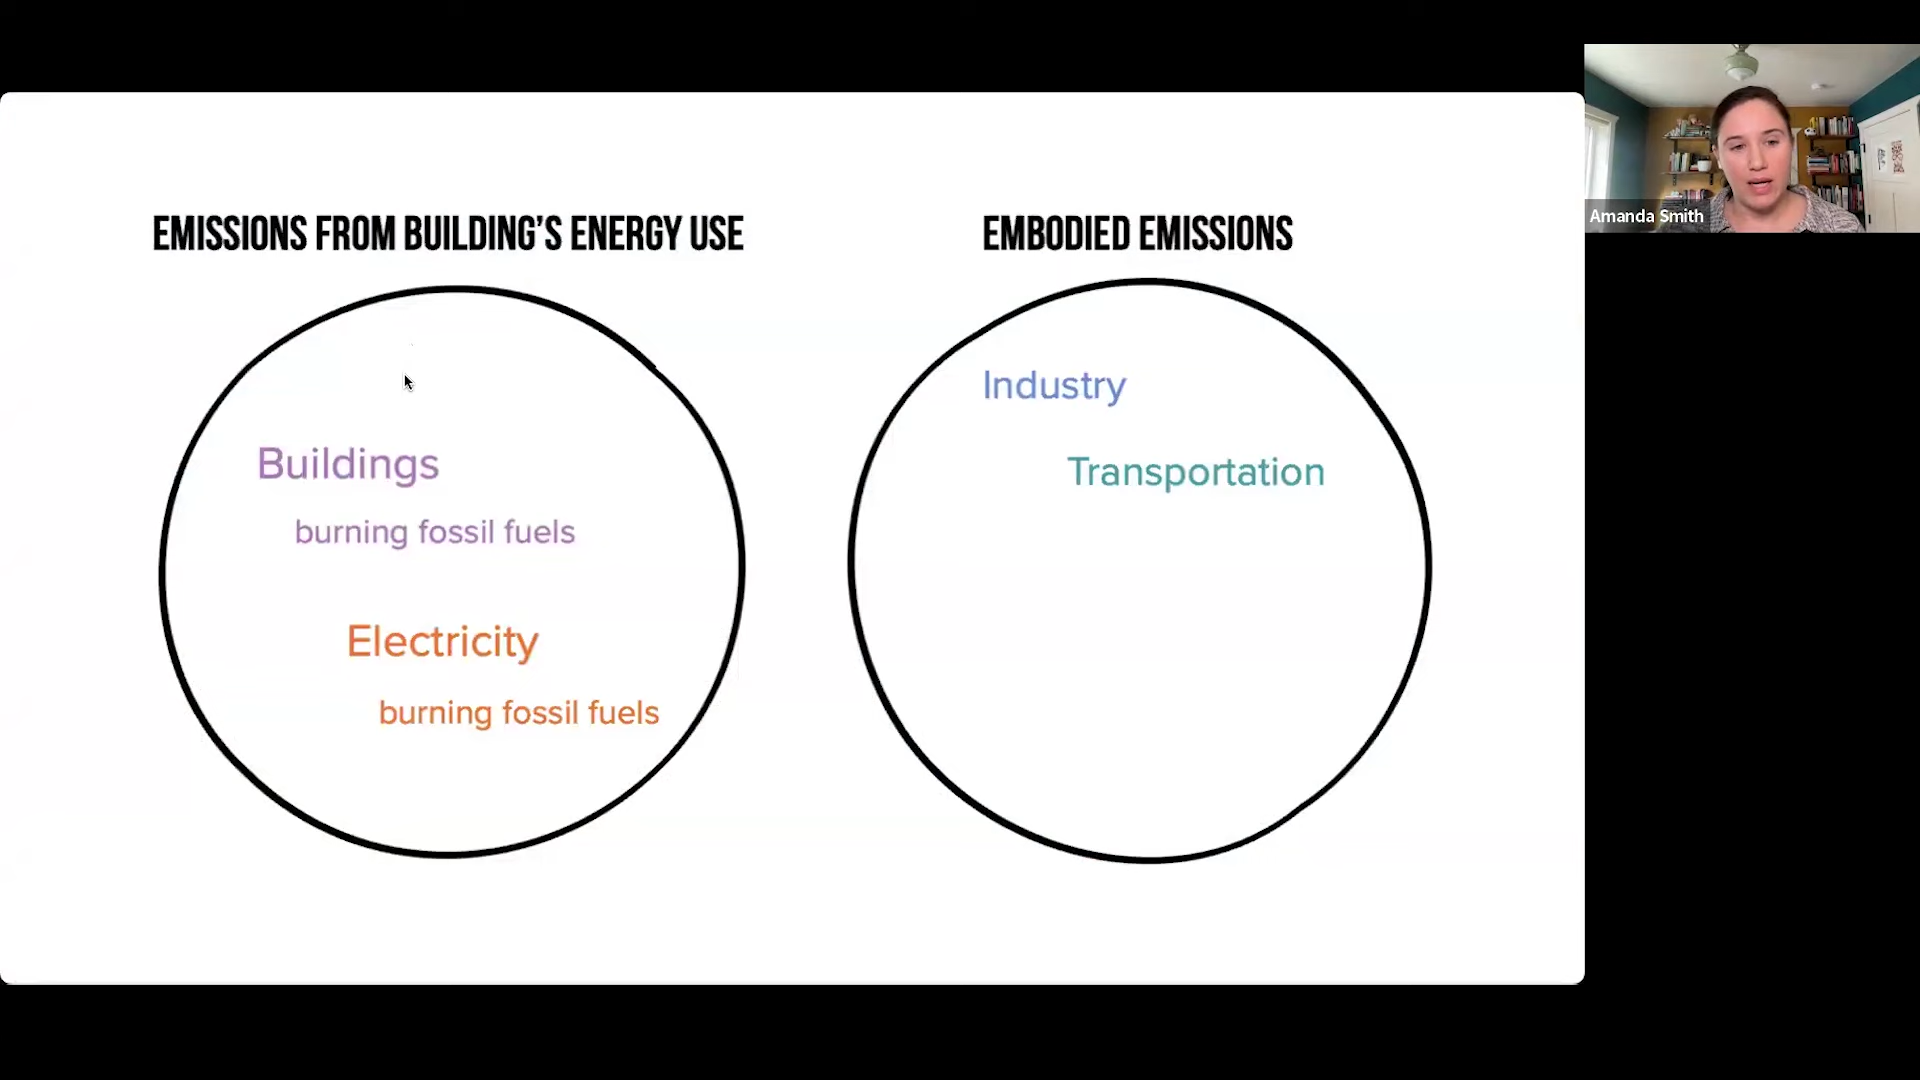 EMISSIONS FROM BUILDING'S ENERGY USE
Buildings
burning fossil fuels
Electricity
burning fossil fuels
EMBODIED EMISSIONS
Industry
Transportation
Amanda Smith